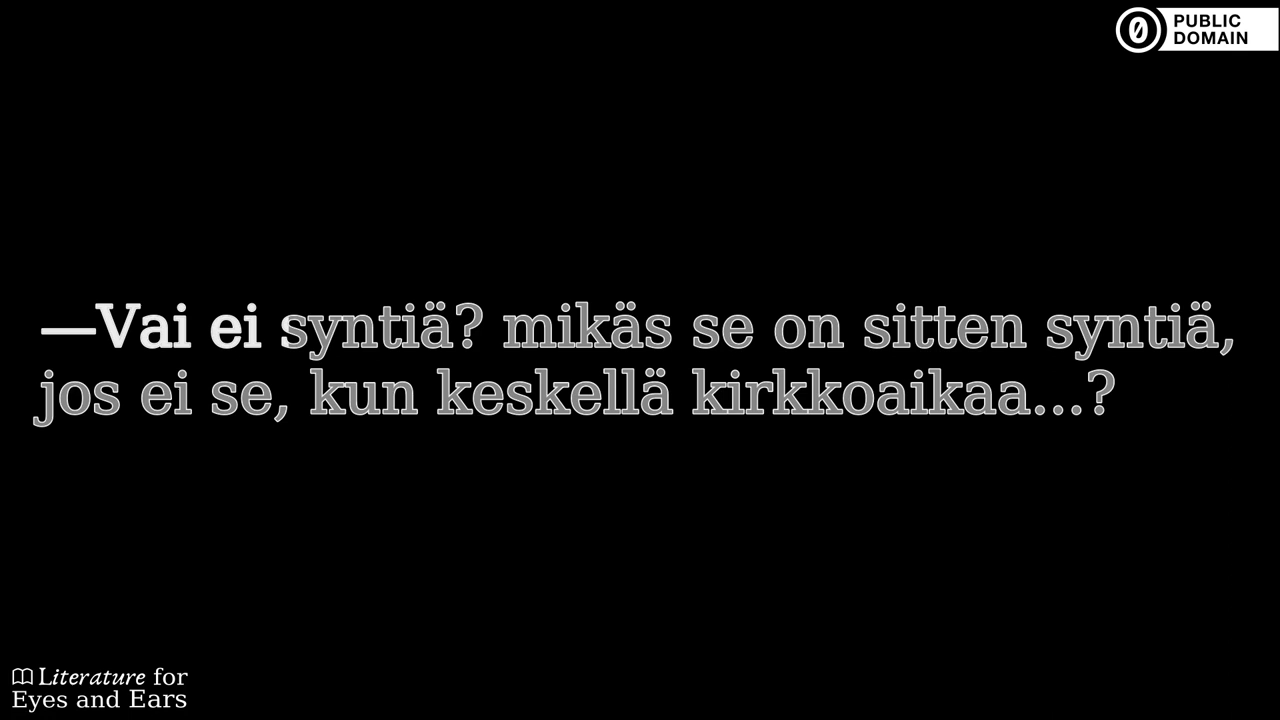 PUBLIC
DOMAIN
—Vai ei syntiä? mikäs se on sitten syntiä,
jos ei se, kun keskellä kirkkoaikaa...?
Literature for
Eyes and Ears